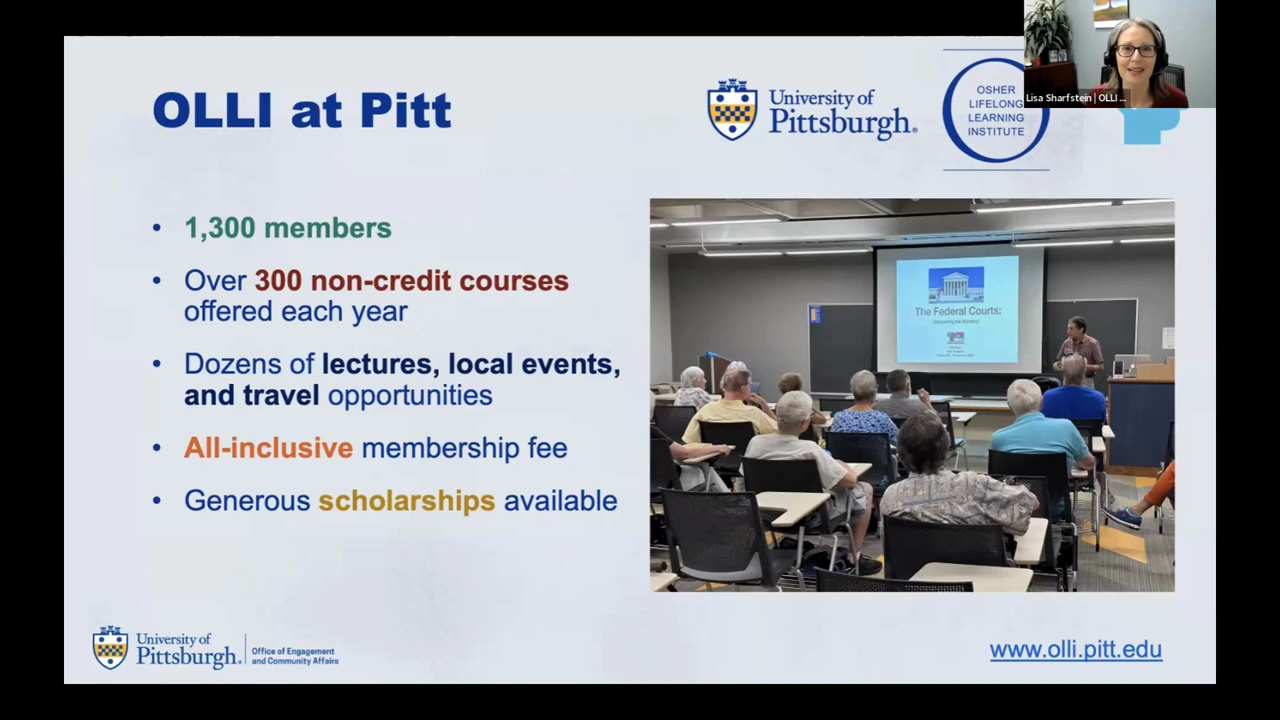 Lisa Sharfstein | OLLI ...
OLLI at Pitt
University of
Pittsburgh®
OSHER
LIFELONG
LEARNING
INSTITUTE
• 1,300 members
• Over 300 non-credit courses
offered each year
• Dozens of lectures, local events,
and travel opportunities
• All-inclusive membership fee
• Generous scholarships available
The Federal Courts:
University of
Pittsburgh®
Office of Engagement
and Community Affairs
www.olli.pitt.edu